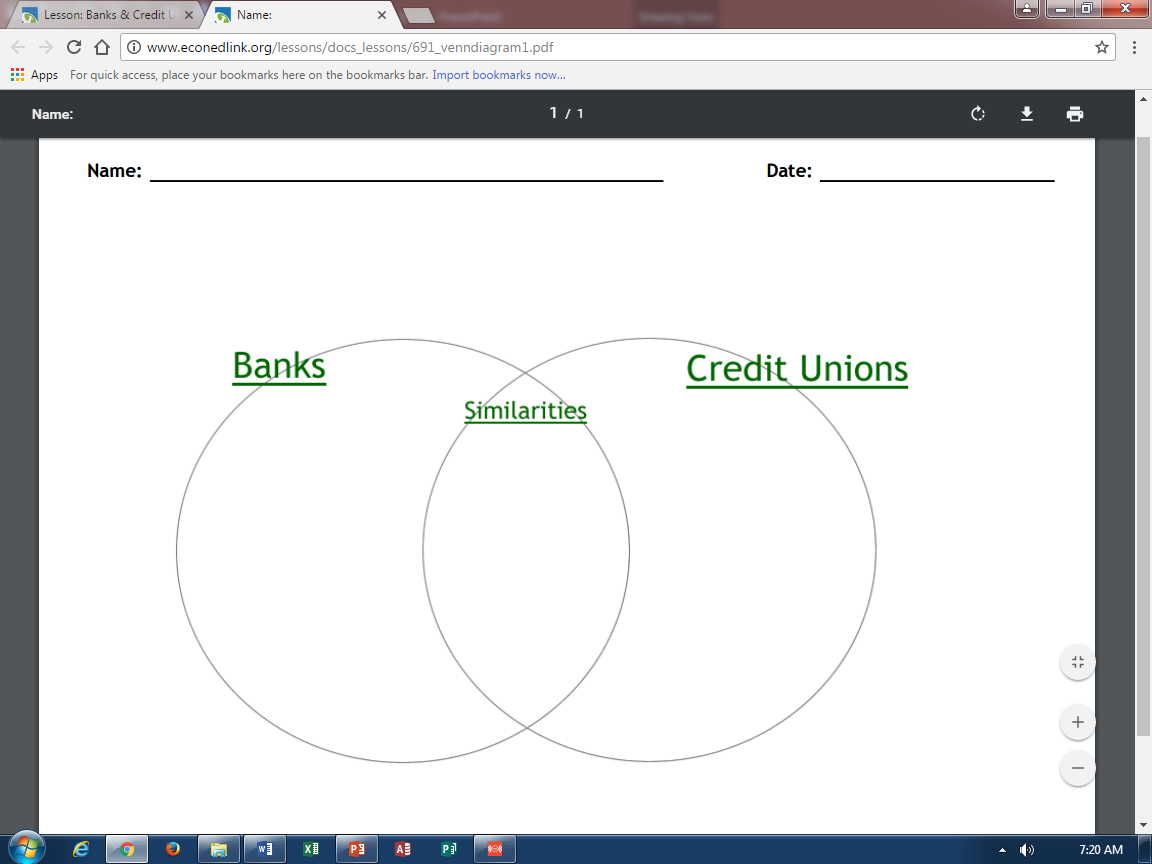 Lesson: Banks & Credit U
Name:
www.econedlink.org/lessons/docs_lessons/691_venndiagram1.pdf
Apps For quick access, place your bookmarks here on the bookmarks bar. Import bookmarks now...
Name: 1 / 1
Name: Date:
Banks
Credit Unions
Similarities
7:20 AM